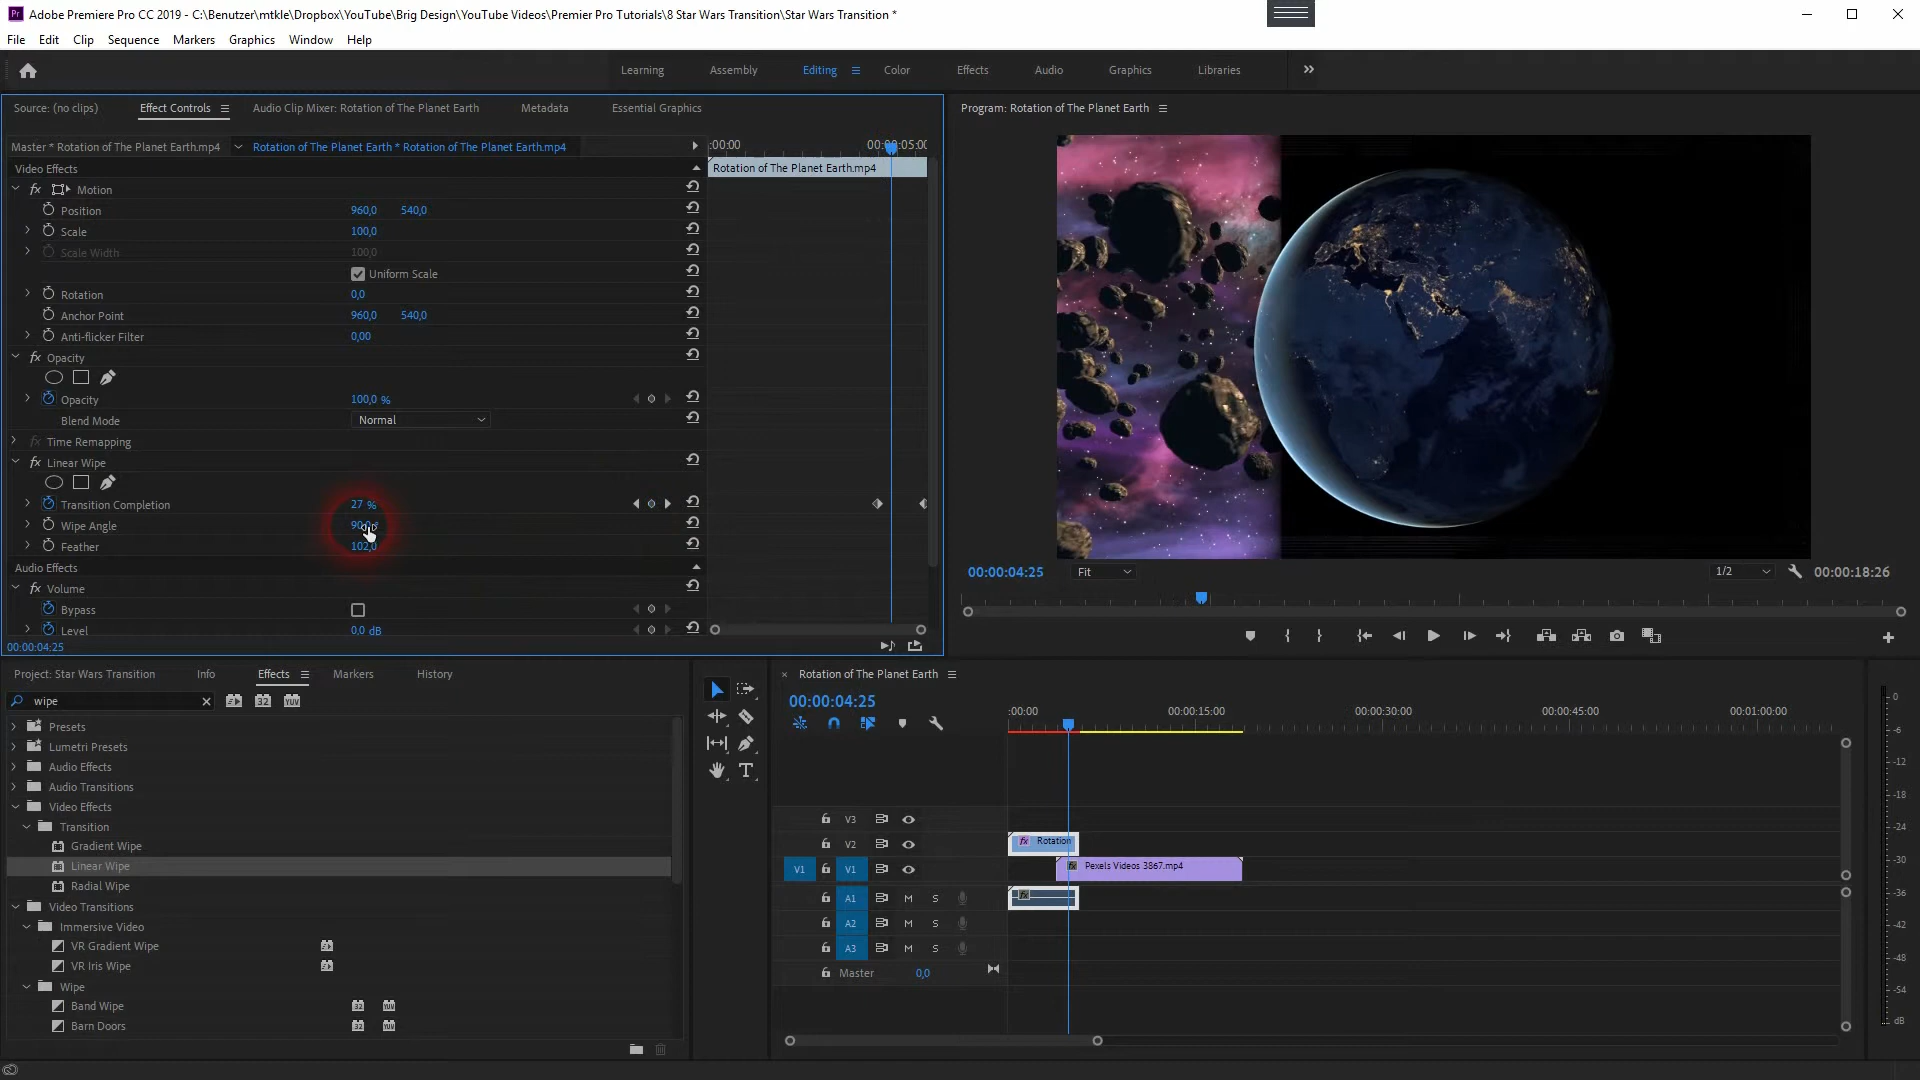 Adobe Premiere Pro CC 2019 - C:\Benutzer\mtkle\Dropbox\YouTube\Brig Design\YouTube Videos\Premier Pro Tutorials\8 Star Wars Transition\Star Wars Transition *
File Edit Clip Sequence Markers Graphics Window Help
Learning Assembly Editing Color Effects Audio Graphics Libraries
Source: (no clips) Effect Controls Audio Clip Mixer: Rotation of The Planet Earth Metadata Essential Graphics
Program: Rotation of The Planet Earth
Master * Rotation of The Planet Earth.mp4 Rotation of The Planet Earth * Rotation of The Planet Earth.mp4
:00:00
Video Effects
Rotation of The Planet Earth.mp4
fx Motion
Position 960,0 540,0
Scale 100,0
Scale Width 100,0
Uniform Scale
Rotation 0,0
Anchor Point 960,0 540,0
Anti-flicker Filter 0,00
fx Opacity
Opacity 100,0 %
Blend Mode Normal
fx Time Remapping
fx Linear Wipe
Transition Completion 27 %
Wipe Angle
Feather 102,0
Audio Effects
fx Volume
Bypass
Level 0,0 dB
00:00:04:25
00:00:04:25 Fit 1/2 00:00:18:26
Project: Star Wars Transition Info Effects Markers History
wipe
32 YUV
Presets
Lumetri Presets
Audio Effects
Audio Transitions
Video Effects
Transition
Gradient Wipe
Linear Wipe
Radial Wipe
Video Transitions
Immersive Video
VR Gradient Wipe
VR Iris Wipe
Wipe
Band Wipe 32 YUV
Barn Doors 32 YUV
T
Rotation of The Planet Earth
00:00:04:25
:00:00 00:00:15:00 00:00:30:00 00:00:45:00 00:01:00:00
V3
V2
fx Rotation
V1 V1
fx Pexels Videos 3867.mp4
A1 M S
fx
A2 M S
A3 M S
Master 0,0
0
-6
-12
-18
-24
-30
-36
-42
-48
-54
dB